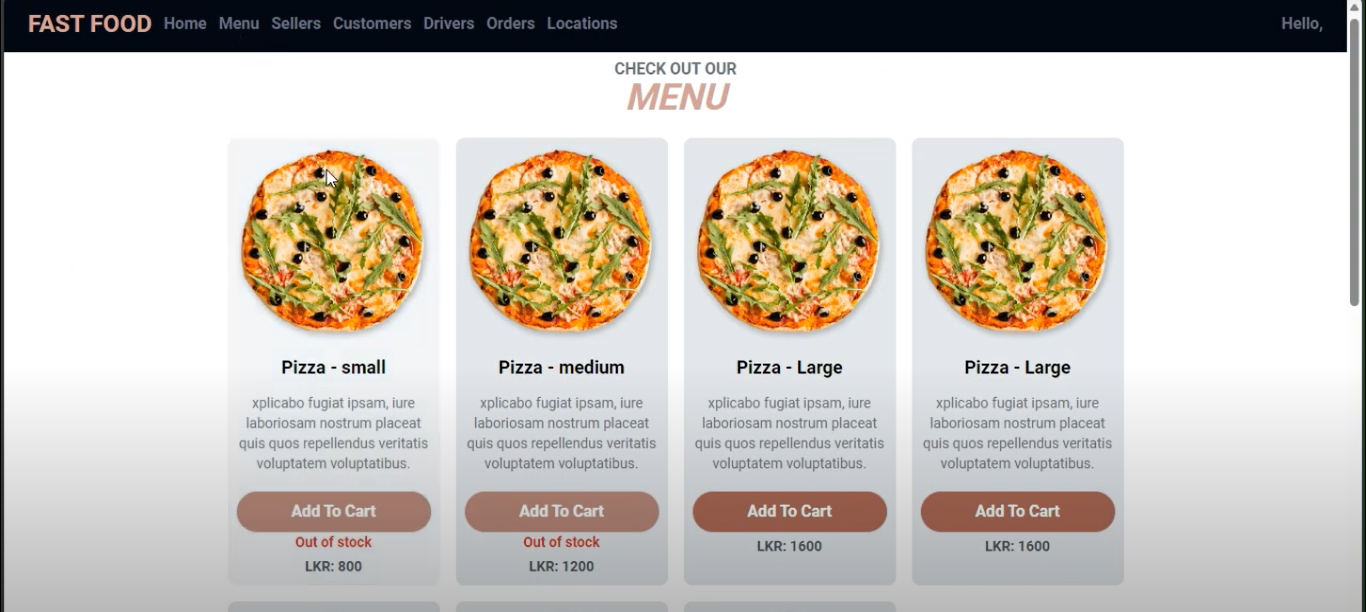 FAST FOOD Home Menu Sellers Customers Drivers Orders Locations Hello,
CHECK OUT OUR
MENU
Pizza - small
xplicabo fugiat ipsam, iure
laboriosam nostrum placeat
quis quos repellendus veritatis
voluptatem voluptatibus.
Add To Cart
Out of stock
LKR: 800
Pizza - medium
xplicabo fugiat ipsam, iure
laboriosam nostrum placeat
quis quos repellendus veritatis
voluptatem voluptatibus.
Add To Cart
Out of stock
LKR: 1200
Pizza - Large
xplicabo fugiat ipsam, iure
laboriosam nostrum placeat
quis quos repellendus veritatis
voluptatem voluptatibus.
Add To Cart
LKR: 1600
Pizza - Large
xplicabo fugiat ipsam, iure
laboriosam nostrum placeat
quis quos repellendus veritatis
voluptatem voluptatibus.
Add To Cart
LKR: 1600